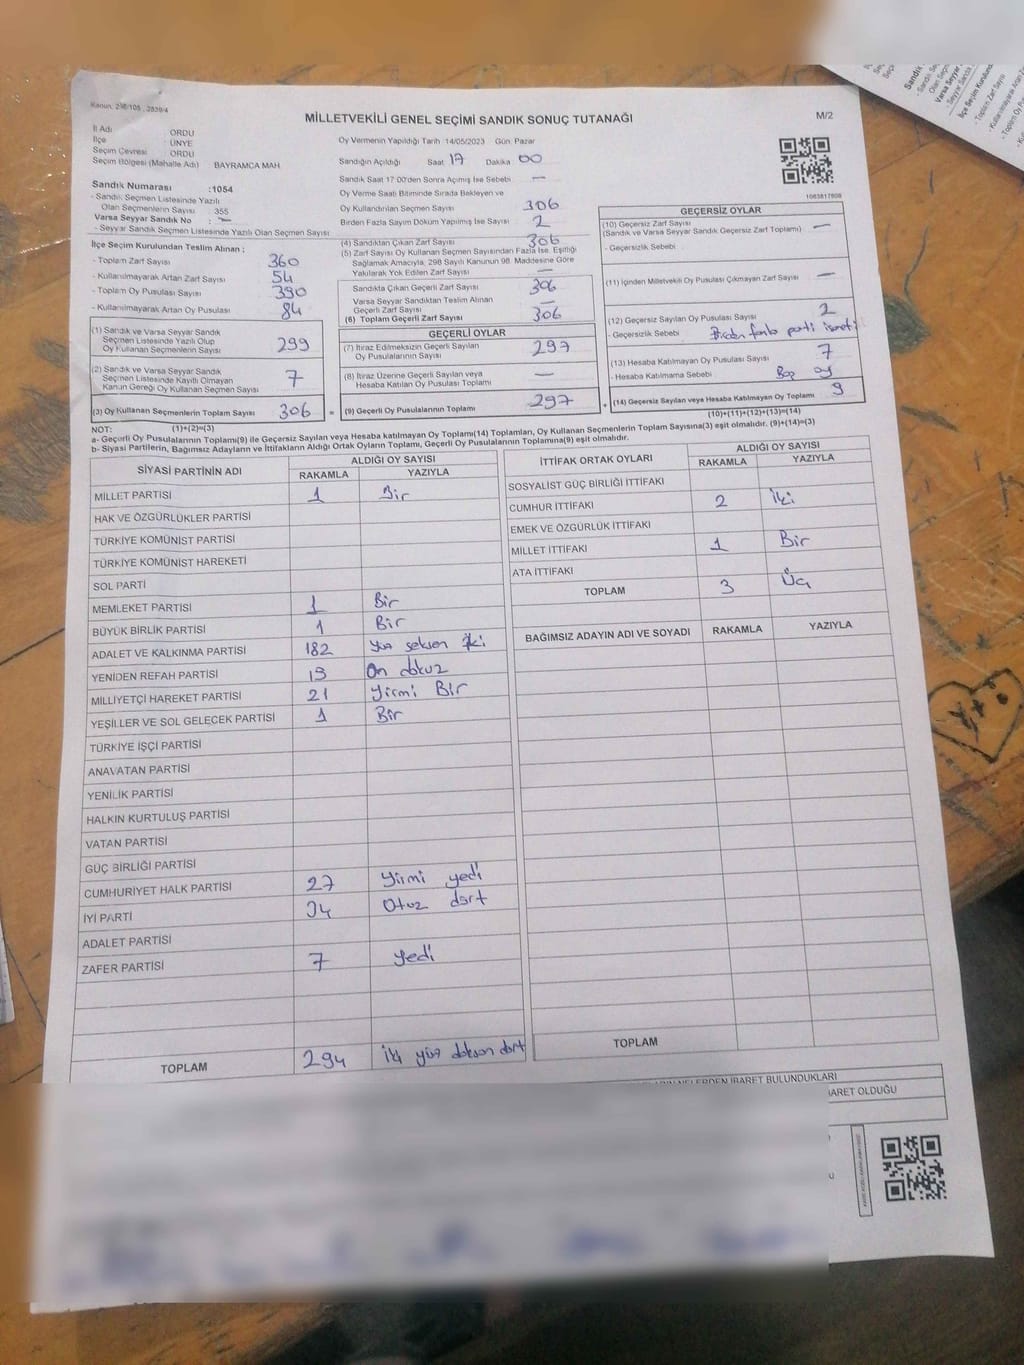 Kanun: 298/105 , 2839/4
MİLLETVEKİLİ GENEL SEÇİMİ SANDIK SONUÇ TUTANAĞI
M/2
İl Adı ORDU
İlçe ÜNYE
Seçim Çevresi ORDU
Seçim Bölgesi (Mahalle Adı) BAYRAMCA MAH
Sandık Numarası :1054
- Sandık Seçmen Listesinde Yazılı
Olan Seçmenlerin Sayısı : 355
Varsa Seyyar Sandık No : —
- Seyyar Sandık Seçmen Listesinde Yazılı Olan Seçmen Sayısı:
Oy Vermenin Yapıldığı Tarih 14/05/2023 Gün Pazar
Sandığın Açıldığı Saat 17 Dakika 00
Sandık Saat 17:00'den Sonra Açılmış İse Sebebi —
Oy Verme Saati Bitiminde Sırada Bekleyen ve
Oy Kullandırılan Seçmen Sayısı 306
Birden Fazla Sayım Döküm Yapılmış İse Sayısı 2
1063817808
İlçe Seçim Kurulundan Teslim Alınan ;
- Toplam Zarf Sayısı 360
- Kullanılmayarak Artan Zarf Sayısı 54
- Toplam Oy Pusulası Sayısı 390
- Kullanılmayarak Artan Oy Pusulası 84
(1) Sandık ve Varsa Seyyar Sandık
Seçmen Listesinde Yazılı Olup
Oy Kullanan Seçmenlerin Sayısı 299
(2) Sandık ve Varsa Seyyar Sandık
Seçmen Listesinde Kayıtlı Olmayan
Kanun Gereği Oy Kullanan Seçmen Sayısı 7
(3) Oy Kullanan Seçmenlerin Toplam Sayısı 306 =
(1)+(2)=(3)
(4) Sandıktan Çıkan Zarf Sayısı 306
(5) Zarf Sayısı Oy Kullanan Seçmen Sayısından Fazla İse, Eşitliği
Sağlamak Amacıyla, 298 Sayılı Kanunun 98. Maddesine Göre
Yakılarak Yok Edilen Zarf Sayısı —
Sandıkta Çıkan Geçerli Zarf Sayısı 306
Varsa Seyyar Sandıktan Teslim Alınan
Geçerli Zarf Sayısı —
(6) Toplam Geçerli Zarf Sayısı 306
GEÇERLİ OYLAR
(7) İtiraz Edilmeksizin Geçerli Sayılan
Oy Pusulalarının Sayısı 297
(8) İtiraz Üzerine Geçerli Sayılan veya
Hesaba Katılan Oy Pusulası Toplamı —
(9) Geçerli Oy Pusulalarının Toplamı 297 +
GEÇERSİZ OYLAR
(10) Geçersiz Zarf Sayısı
(Sandık ve Varsa Seyyar Sandık Geçersiz Zarf Toplamı) —
- Geçersizlik Sebebi
(11) İçinden Milletvekili Oy Pusulası Çıkmayan Zarf Sayısı —
(12) Geçersiz Sayılan Oy Pusulası Sayısı 2
- Geçersizlik Sebebi Birden fazla parti işareti
(13) Hesaba Katılmayan Oy Pusulası Sayısı 7
- Hesaba Katılmama Sebebi Boş oy
(14) Geçersiz Sayılan veya Hesaba Katılmayan Oy Toplamı 9
(10)+(11)+(12)+(13)=(14)
NOT:
a- Geçerli Oy Pusulalarının Toplamı(9) ile Geçersiz Sayılan veya Hesaba katılmayan Oy Toplamı(14) Toplamları, Oy Kullanan Seçmenlerin Toplam Sayısına(3) eşit olmalıdır. (9)+(14)=(3)
b- Siyasi Partilerin, Bağımsız Adayların ve İttifakların Aldığı Ortak Oyların Toplamı, Geçerli Oy Pusulalarının Toplamına(9) eşit olmalıdır.
SİYASİ PARTİNİN ADI ALDIĞI OY SAYISI
RAKAMLA YAZIYLA
MİLLET PARTİSİ 1 Bir
HAK VE ÖZGÜRLÜKLER PARTİSİ
TÜRKİYE KOMÜNİST PARTİSİ
TÜRKİYE KOMÜNİST HAREKETİ
SOL PARTİ
MEMLEKET PARTİSİ 1 Bir
BÜYÜK BİRLİK PARTİSİ 1 Bir
ADALET VE KALKINMA PARTİSİ 182 Yüz seksen iki
YENİDEN REFAH PARTİSİ 19 On dokuz
MİLLİYETÇİ HAREKET PARTİSİ 21 Yirmi Bir
YEŞİLLER VE SOL GELECEK PARTİSİ 1 Bir
TÜRKİYE İŞÇİ PARTİSİ
ANAVATAN PARTİSİ
YENİLİK PARTİSİ
HALKIN KURTULUŞ PARTİSİ
VATAN PARTİSİ
GÜÇ BİRLİĞİ PARTİSİ
CUMHURİYET HALK PARTİSİ 27 Yirmi yedi
İYİ PARTİ 34 Otuz dört
ADALET PARTİSİ
ZAFER PARTİSİ 7 Yedi
TOPLAM 294 İki yüz doksan dört
İTTİFAK ORTAK OYLARI ALDIĞI OY SAYISI
RAKAMLA YAZIYLA
SOSYALİST GÜÇ BİRLİĞİ İTTİFAKI
CUMHUR İTTİFAKI 2 İki
EMEK VE ÖZGÜRLÜK İTTİFAKI
MİLLET İTTİFAKI 1 Bir
ATA İTTİFAKI
TOPLAM 3 Üç
BAĞIMSIZ ADAYIN ADI VE SOYADI RAKAMLA YAZIYLA
TOPLAM
NELERDEN İBARET BULUNDUKLARI
İBARET OLDUĞU